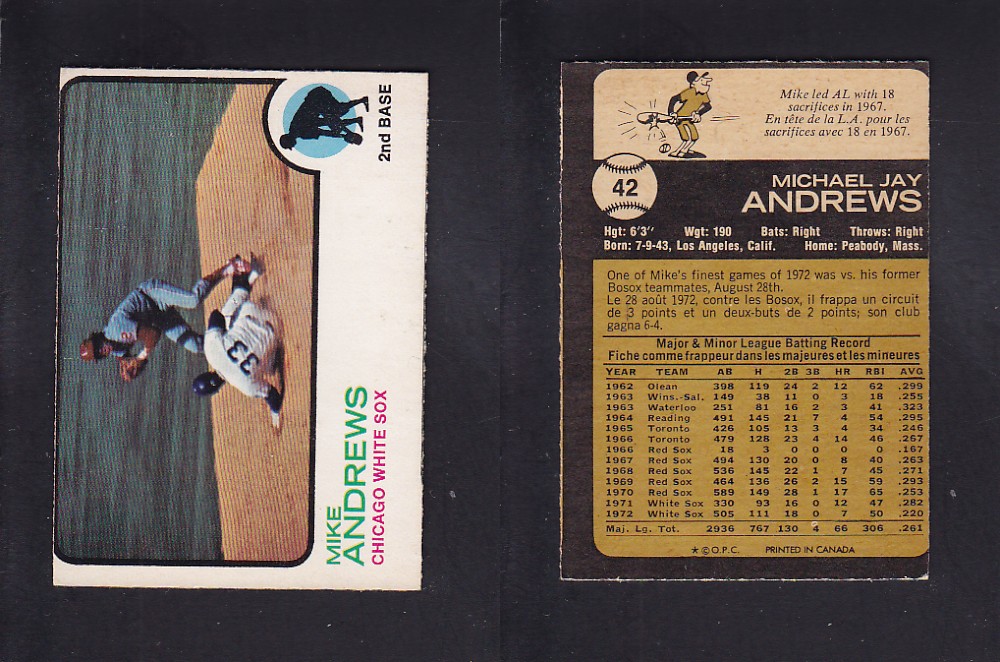 2nd BASE
MIKE
ANDREWS
CHICAGO WHITE SOX
33
Mike led AL with 18
sacrifices in 1967.
En tête de la L.A. pour les
sacrifices avec 18 en 1967.
42
MICHAEL JAY
ANDREWS
Hgt: 6'3" Wgt: 190 Bats: Right Throws: Right
Born: 7-9-43, Los Angeles, Calif. Home: Peabody, Mass.
One of Mike's finest games of 1972 was vs. his former
Bosox teammates, August 28th.
Le 28 août 1972, contre les Bosox, il frappa un circuit
de 3 points et un deux-buts de 2 points; son club
gagna 6-4.
Major & Minor League Batting Record
Fiche comme frappeur dans les majeures et les mineures
YEAR TEAM AB H 2B 3B HR RBI AVG
1962 Olean 398 119 24 2 12 62 .299
1963 Wins.-Sal. 149 38 11 0 3 18 .255
1963 Waterloo 251 81 16 2 3 41 .323
1964 Reading 491 145 21 7 4 54 .295
1965 Toronto 426 105 13 3 4 34 .246
1966 Toronto 479 128 23 4 14 46 .267
1966 Red Sox 18 3 0 0 0 0 .167
1967 Red Sox 494 130 20 0 8 40 .263
1968 Red Sox 536 145 22 1 7 45 .271
1969 Red Sox 464 136 26 2 15 59 .293
1970 Red Sox 589 149 28 1 17 65 .253
1971 White Sox 330 93 16 0 12 47 .282
1972 White Sox 505 111 18 0 7 50 .220
Maj. Lg. Tot. 2936 767 130 4 66 306 .261
★ © O.P.C. PRINTED IN CANADA